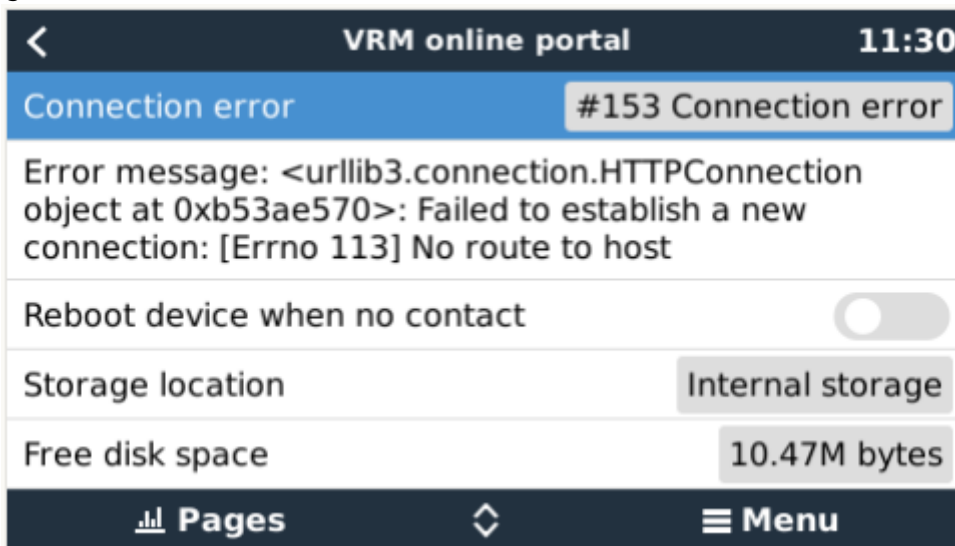 VRM online portal 11:30
Connection error #153 Connection error
Error message: <urllib3.connection.HTTPConnection
object at 0xb53ae570>: Failed to establish a new
connection: [Errno 113] No route to host
Reboot device when no contact
Storage location Internal storage
Free disk space 10.47M bytes
Pages Menu